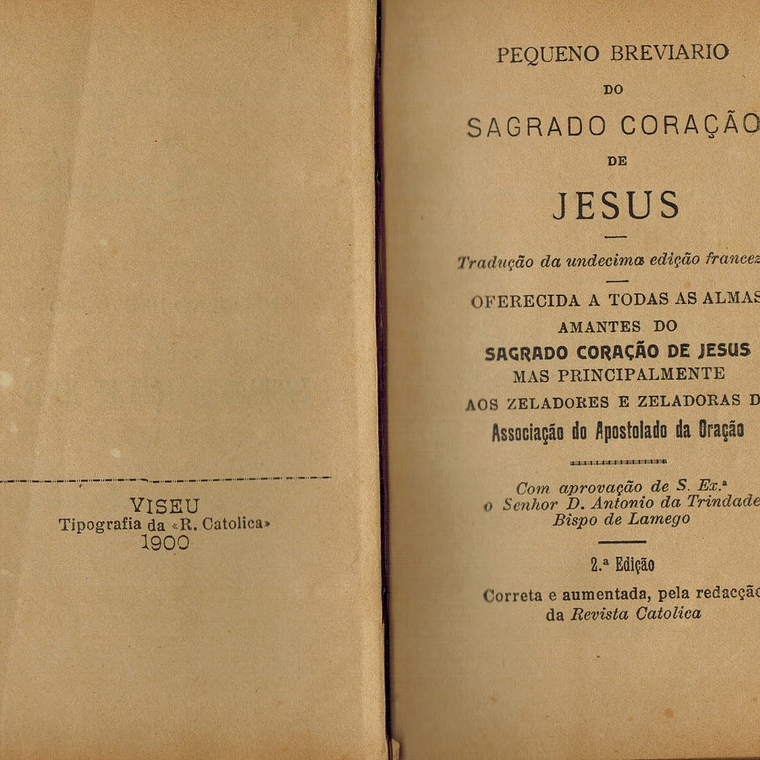 VISEU
Tipografia da «R. Catolica»
1900
PEQUENO BREVIARIO
DO
SAGRADO CORAÇÃO
DE
JESUS
Tradução da undecima edição francez
OFERECIDA A TODAS AS ALMAS
AMANTES DO
SAGRADO CORAÇÃO DE JESUS
MAS PRINCIPALMENTE
AOS ZELADORES E ZELADORAS D
Associação do Apostolado da Oração
Com aprovação de S. Ex.ª
o Senhor D. Antonio da Trindade
Bispo de Lamego
2.ª Edição
Correta e aumentada, pela redacção
da Revista Catolica